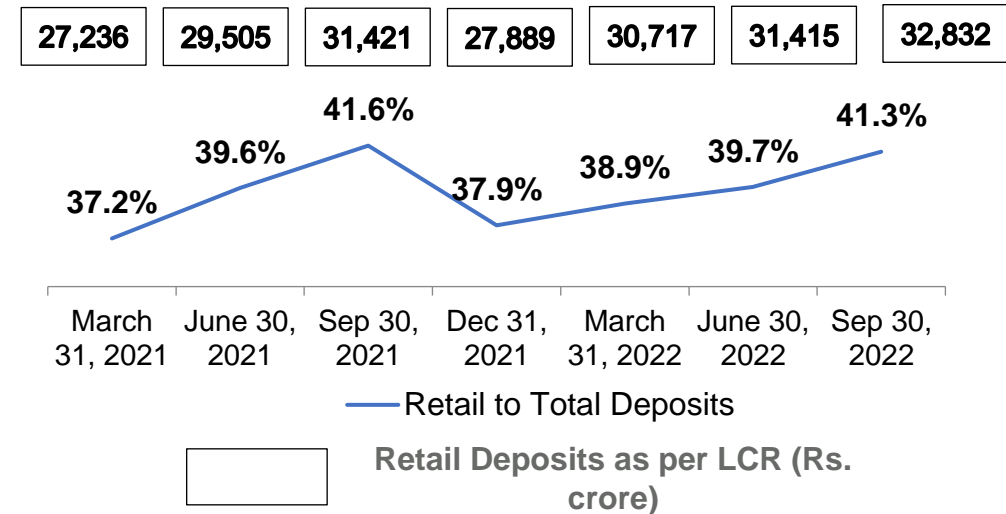 27,236 29,505 31,421 27,889 30,717 31,415 32,832
41.6% 41.3%
39.6% 39.7%
37.2% 37.9% 38.9%
March June 30, Sep 30, Dec 31, March June 30, Sep 30,
31, 2021 2021 2021 2021 31, 2022 2022 2022
Retail to Total Deposits
Retail Deposits as per LCR (Rs.
crore)